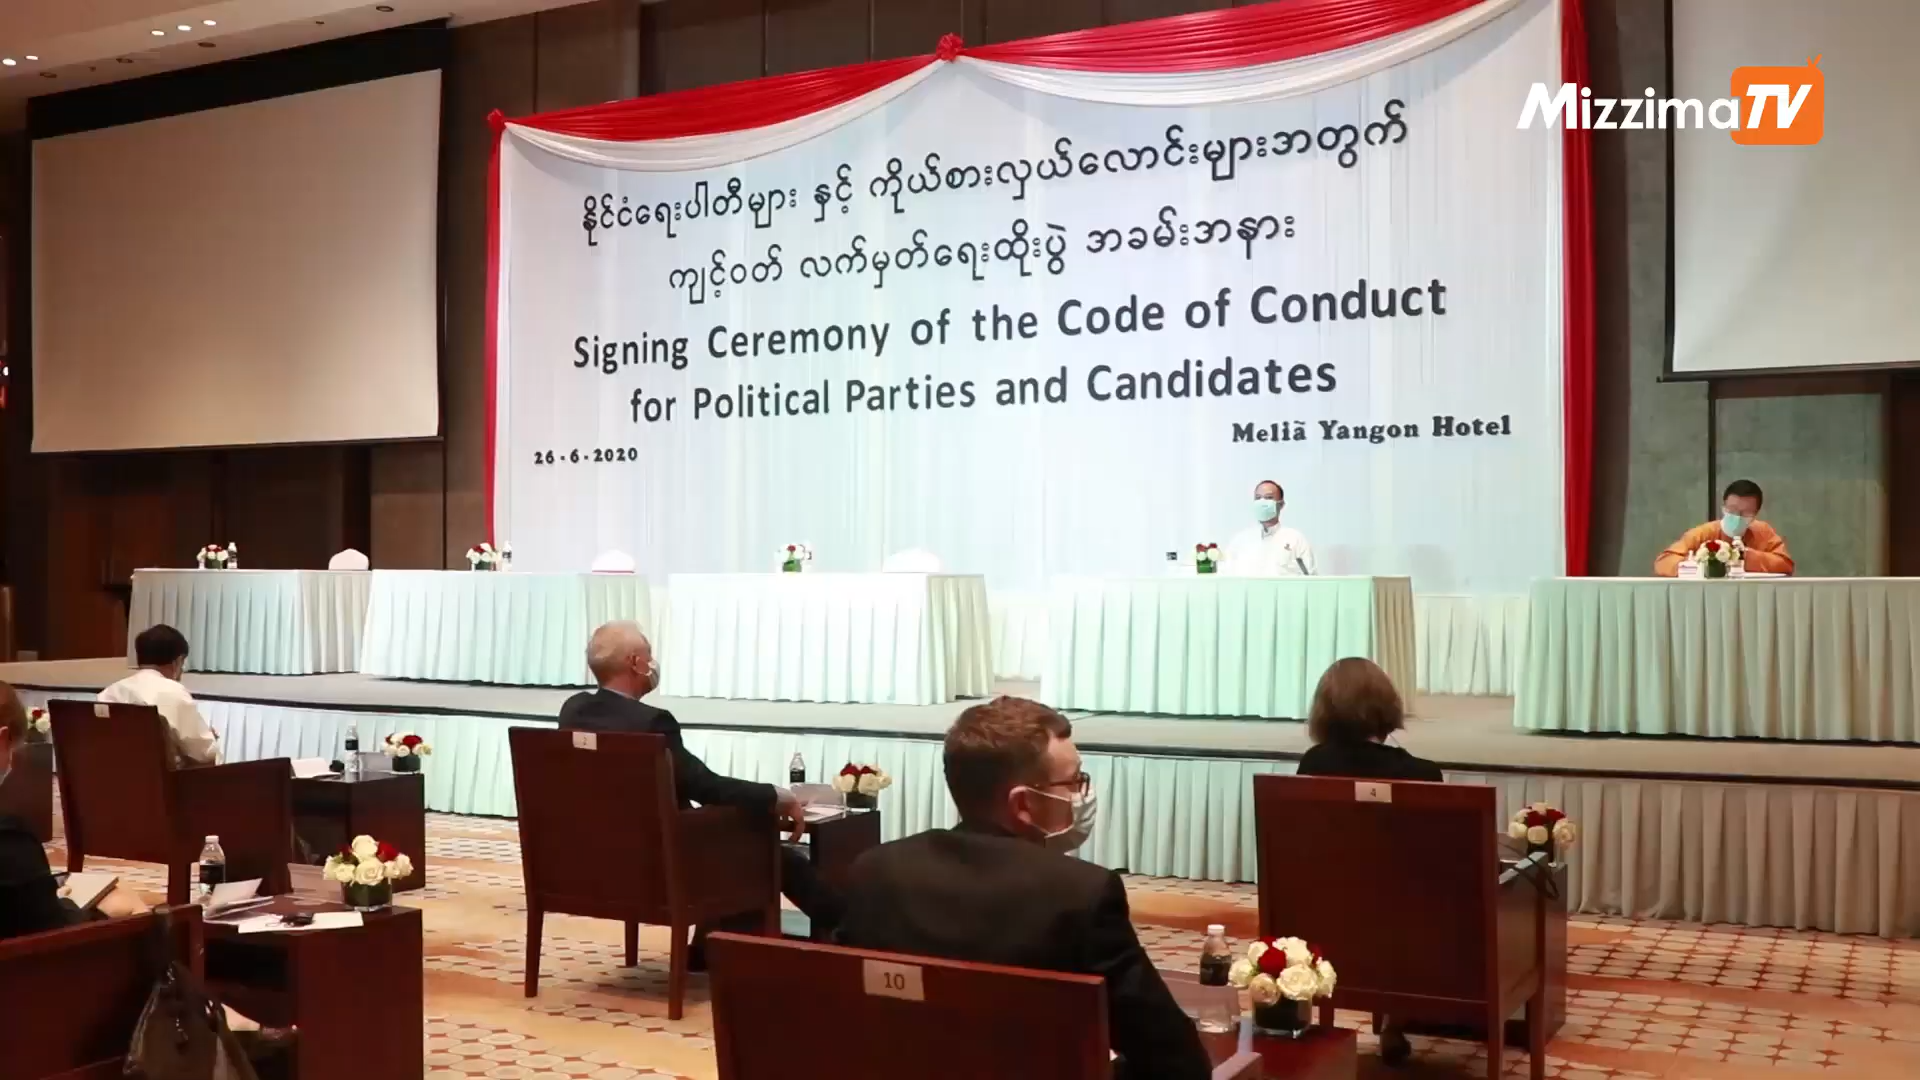 Mizzima TV
နိုင်ငံရေးပါတီများ နှင့် ကိုယ်စားလှယ်လောင်းများအတွက်
ကျင့်ဝတ် လက်မှတ်ရေးထိုးပွဲ အခမ်းအနား
Signing Ceremony of the Code of Conduct
for Political Parties and Candidates
Meliã Yangon Hotel
26-6-2020
2
4
10